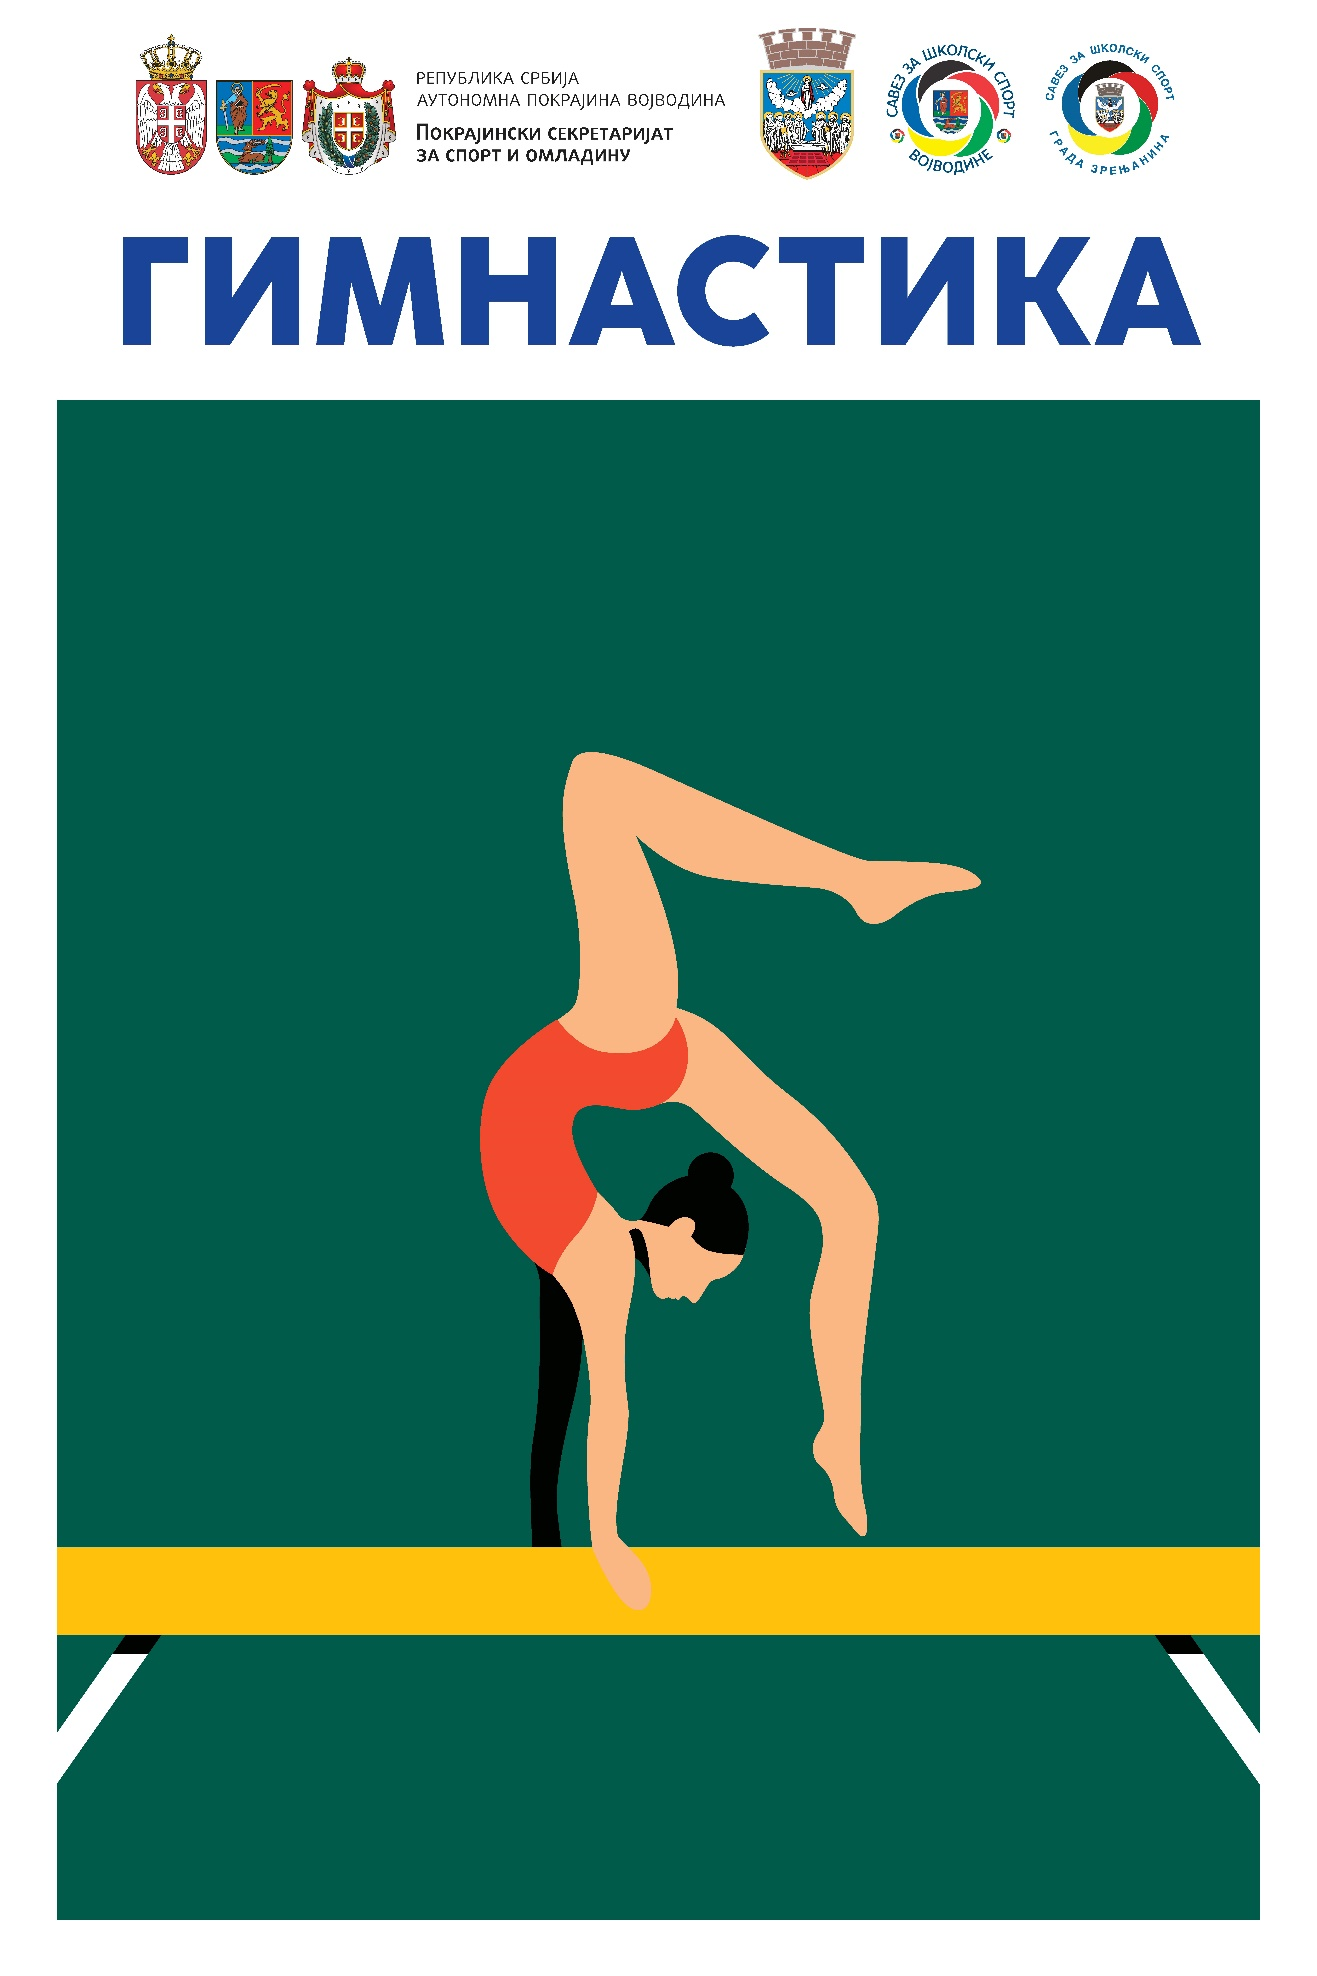 РЕПУБЛИКА СРБИЈА
АУТОНОМНА ПОКРАЈИНА ВОЈВОДИНА
ПОКРАЈИНСКИ СЕКРЕТАРИЈАТ
ЗА СПОРТ И ОМЛАДИНУ
САВЕЗ ЗА ШКОЛСКИ СПОРТ
ВОЈВОДИНЕ
САВЕЗ ЗА ШКОЛСКИ СПОРТ
ГРАДА ЗРЕЊАНИНА
ГИМНАСТИКА